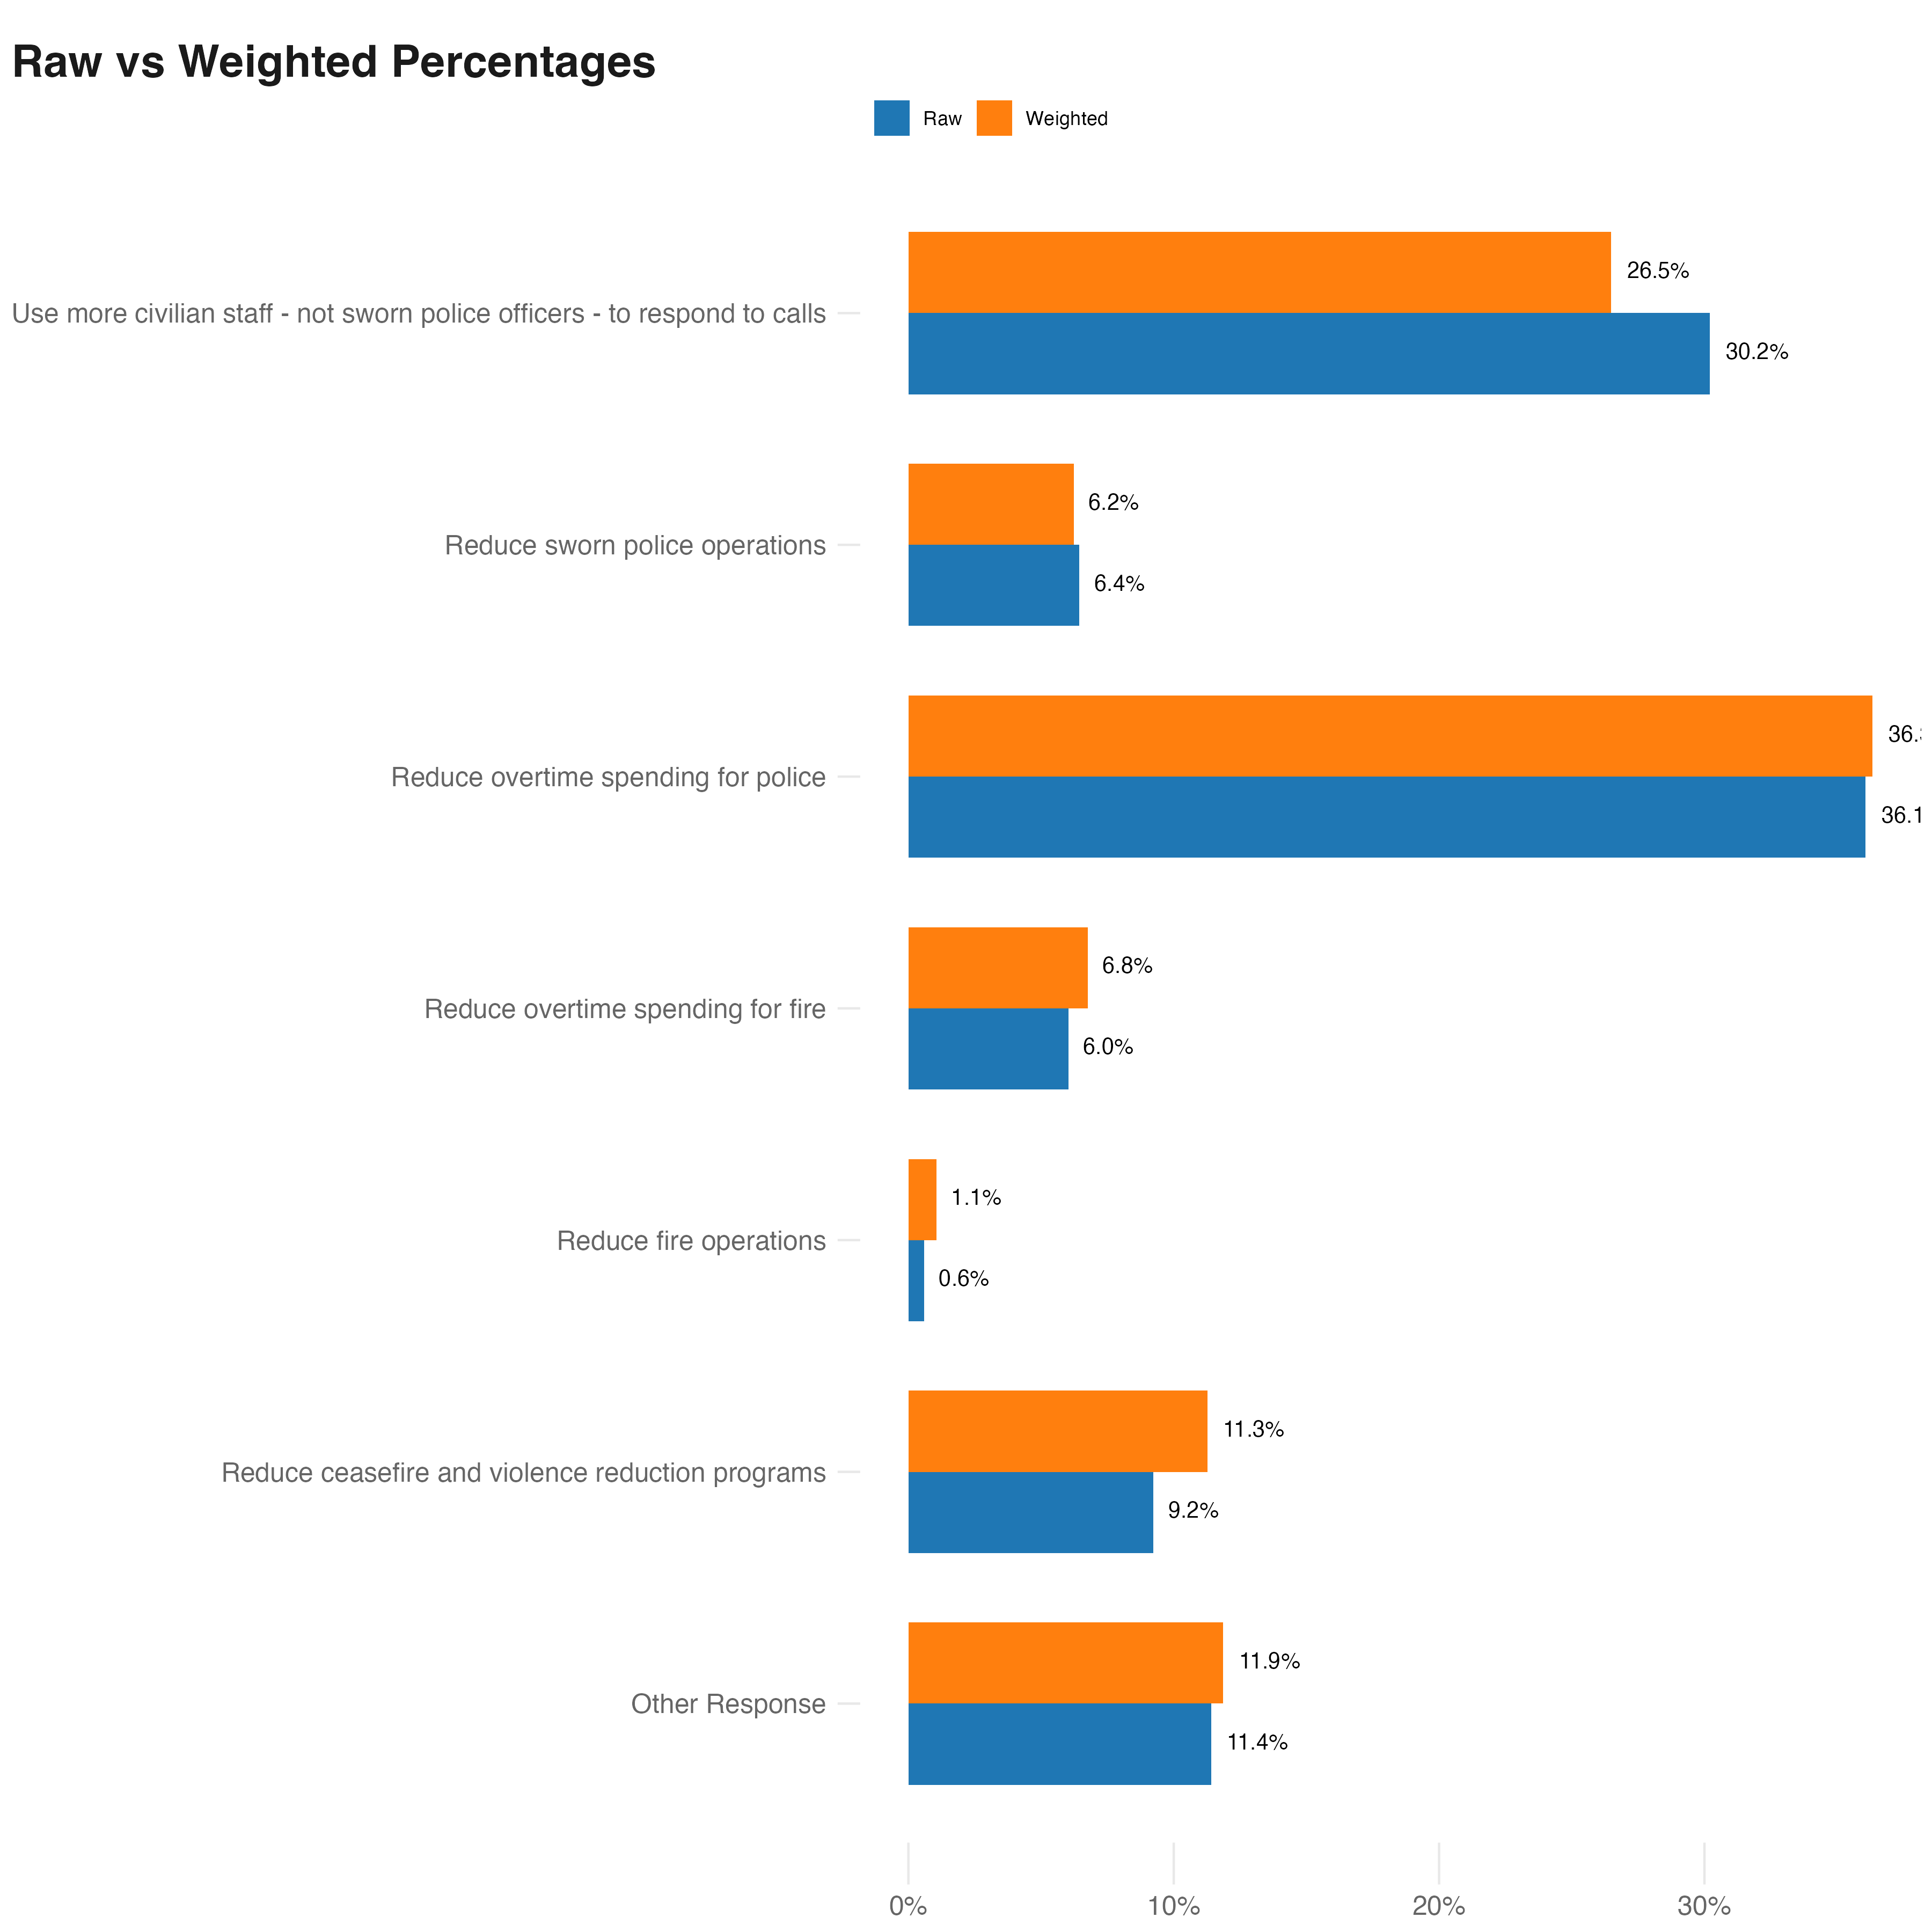 Raw vs Weighted Percentages
Raw Weighted
Use more civilian staff - not sworn police officers - to respond to calls
26.5%
30.2%
Reduce sworn police operations
6.2%
6.4%
Reduce overtime spending for police
36.
36.1
Reduce overtime spending for fire
6.8%
6.0%
Reduce fire operations
1.1%
0.6%
Reduce ceasefire and violence reduction programs
11.3%
9.2%
Other Response
11.9%
11.4%
0% 10% 20% 30%